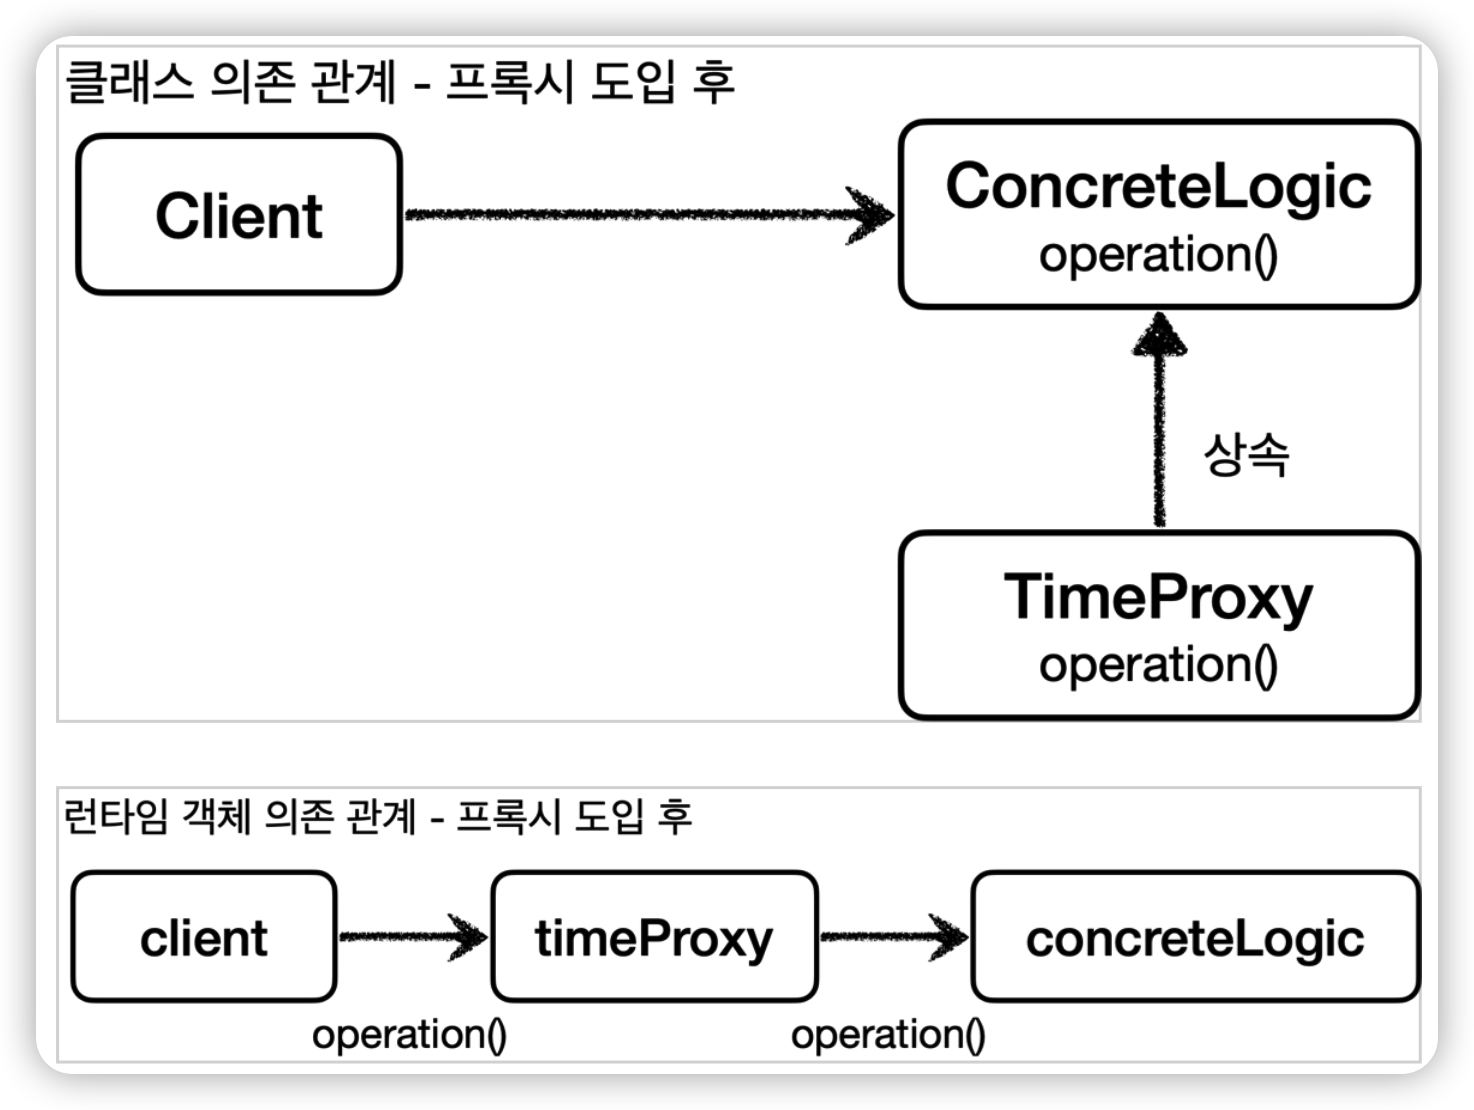 클래스 의존 관계 - 프록시 도입 후
Client
ConcreteLogic
operation()
상속
TimeProxy
operation()
런타임 객체 의존 관계 - 프록시 도입 후
client
timeProxy
concreteLogic
operation()
operation()